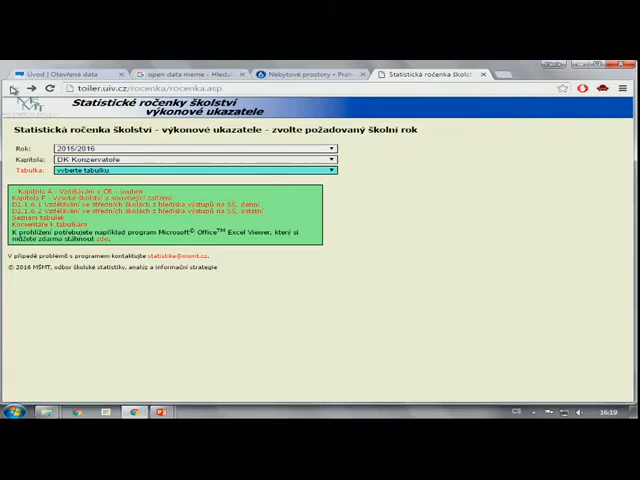 Úvod | Otevřená data
open data meme - Hledat
Nebytové prostory - Prah
Statistická ročenka školst
toiler.uiv.cz/rocenka/rocenka.asp
Statistické ročenky školství
výkonové ukazatele
Statistická ročenka školství - výkonové ukazatele - zvolte požadovaný školní rok
Rok: 2015/2016
Kapitola: DK Konzervatoře
Tabulka: vyberte tabulku
Kapitola A - Vzdělávání v ČR - souhrn
Kapitola F - Vysoké školství a související zařízení
D2.1.6.1 Vzdělávání ve středních školách z hlediska výstupů na SŠ, denní
D2.1.6.2 Vzdělávání ve středních školách z hlediska výstupů na SŠ, ostatní
Seznam tabulek
Komentáře k tabulkám
K prohlížení potřebujete například program Microsoft© Office™ Excel Viewer, který si
můžete zdarma stáhnout zde.
V případě problémů s programem kontaktujte statistika@msmt.cz.
© 2016 MŠMT, odbor školské statistiky, analýz a informační strategie
CS
16:19